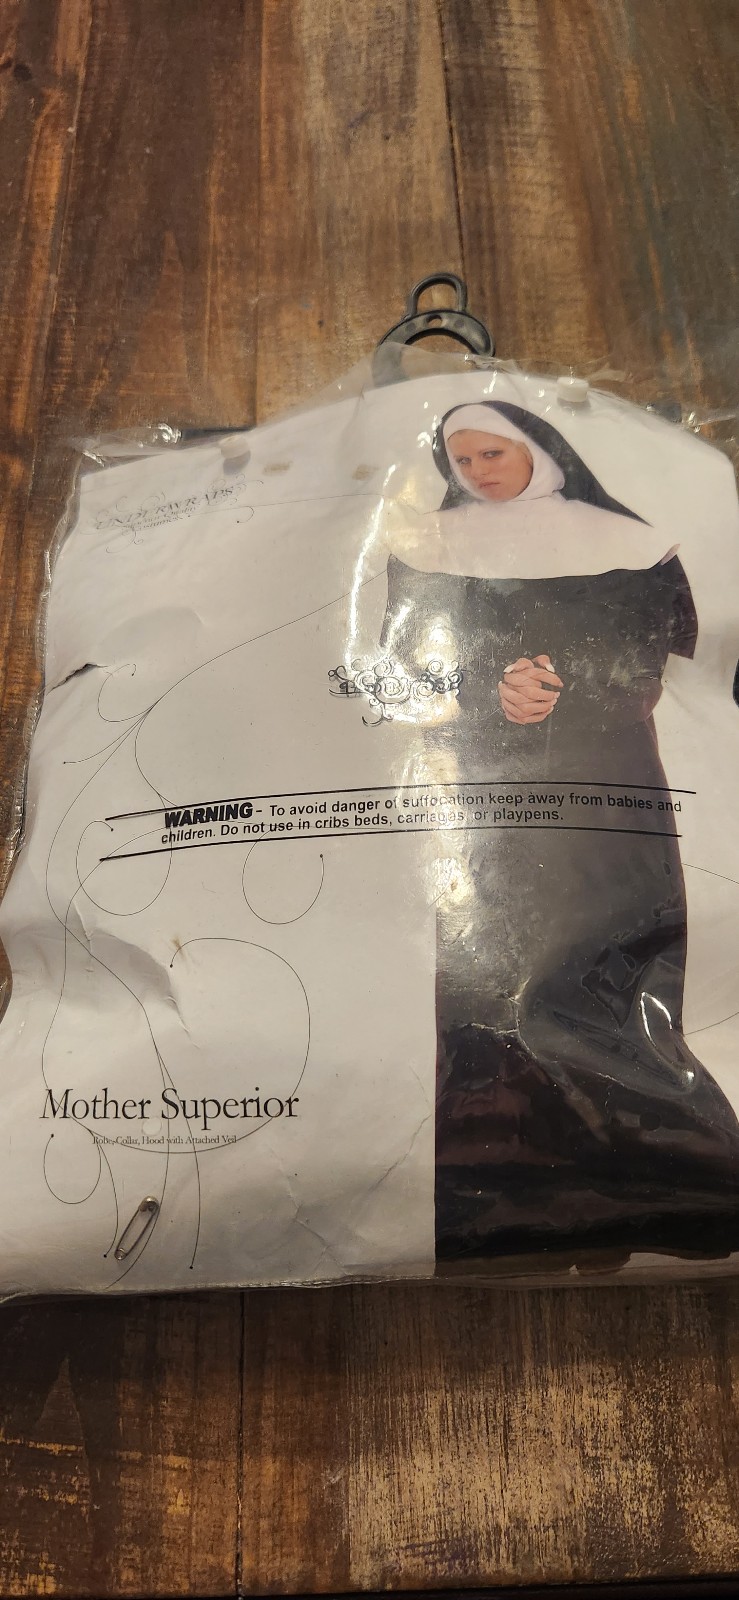 UNDERWRAPS
WARNING - To avoid danger of suffocation keep away from babies and
children. Do not use in cribs beds, carriages, or playpens.
Mother Superior
Robe, Collar, Hood with Attached Veil